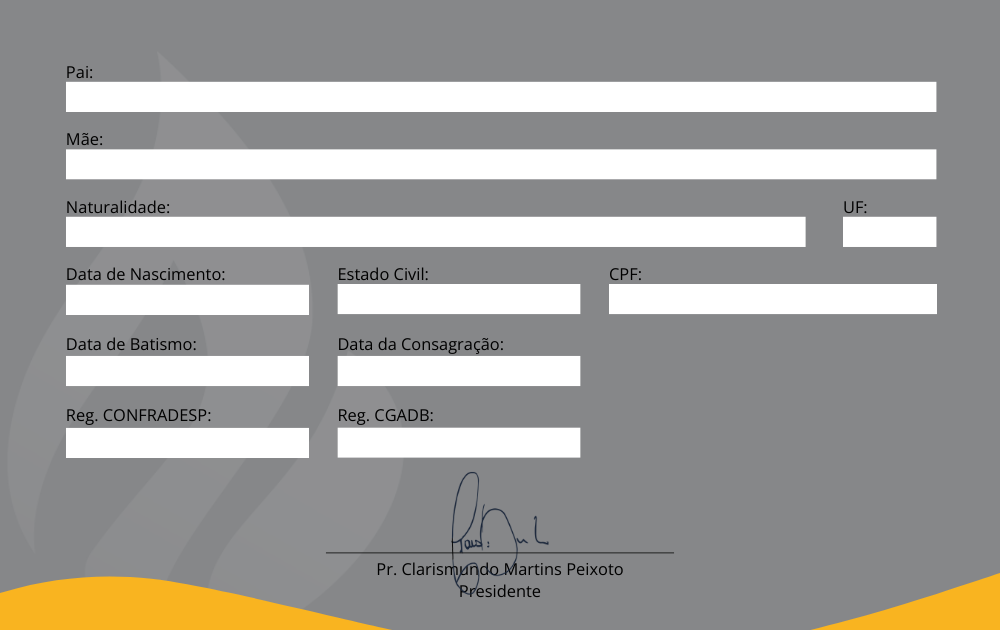 Pai:
Mãe:
Naturalidade: UF:
Data de Nascimento: Estado Civil: CPF:
Data de Batismo: Data da Consagração:
Reg. CONFRADESP: Reg. CGADB:
Pr. Clarismundo Martins Peixoto
Presidente